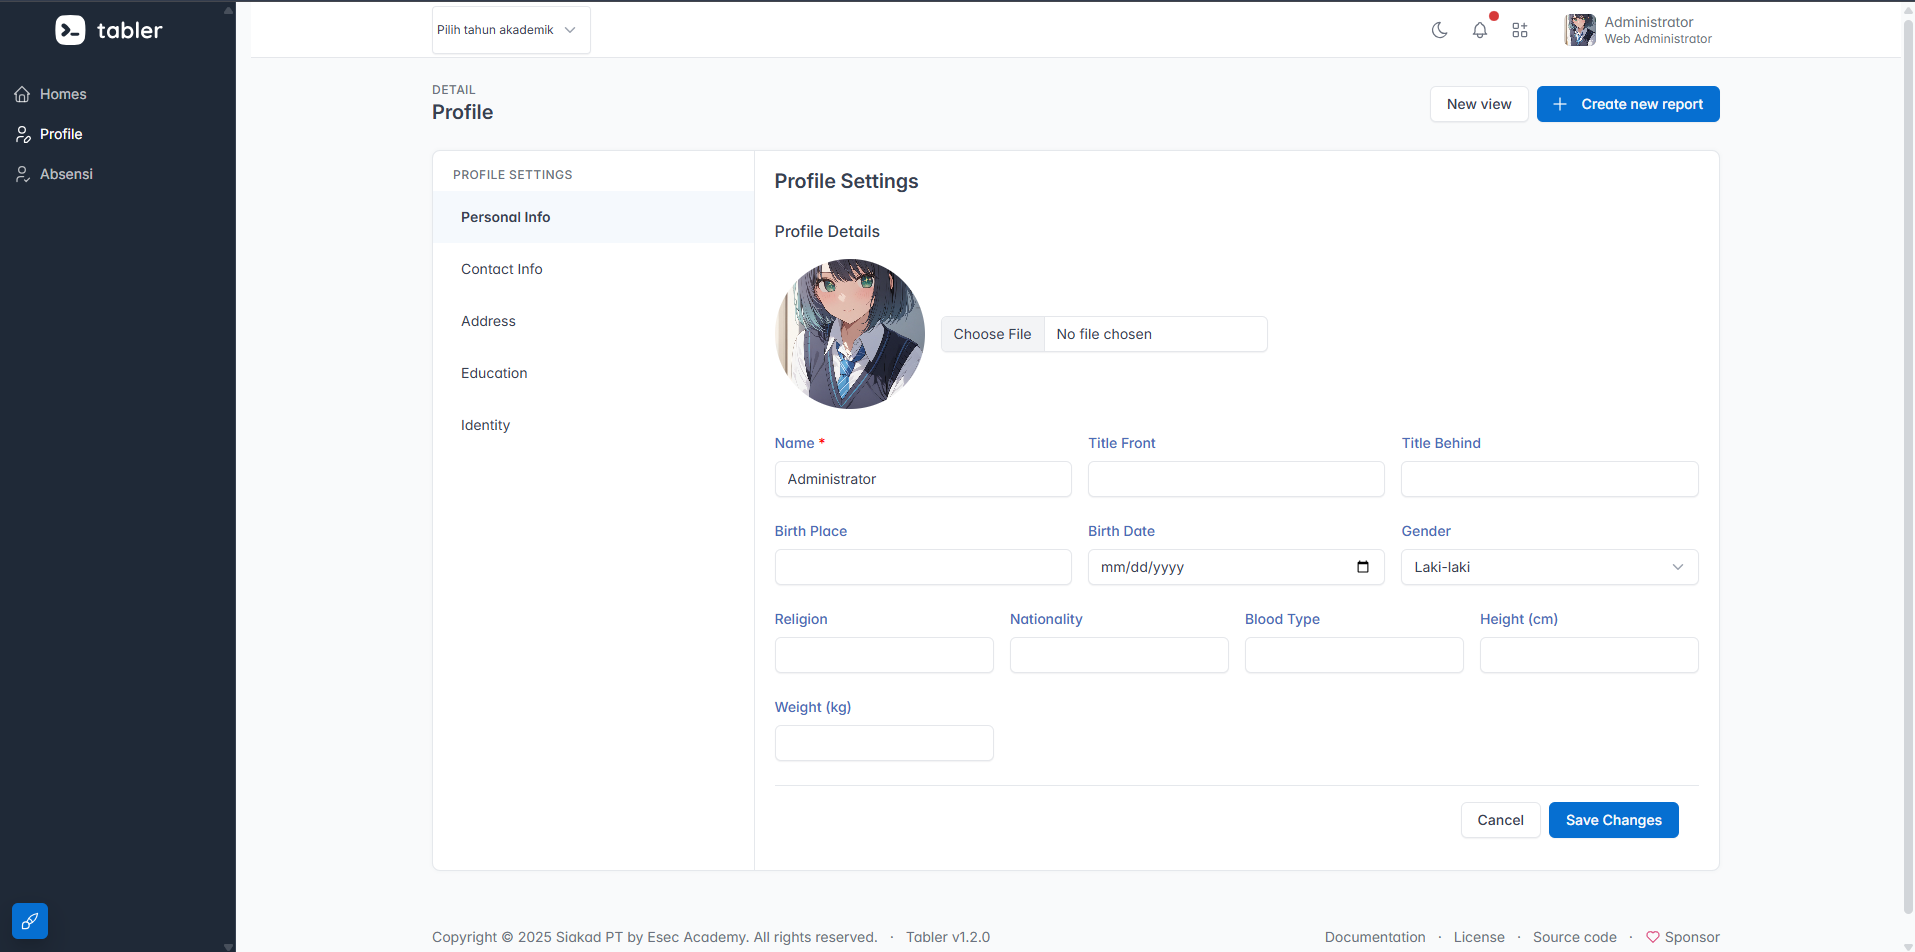 tabler
Homes
Profile
Absensi
Pilih tahun akademik
Administrator
Web Administrator
DETAIL
Profile
New view
Create new report
PROFILE SETTINGS
Personal Info
Contact Info
Address
Education
Identity
Profile Settings
Profile Details
Choose File No file chosen
Name * Title Front Title Behind
Administrator
Birth Place Birth Date Gender
mm/dd/yyyy Laki-laki
Religion Nationality Blood Type Height (cm)
Weight (kg)
Cancel Save Changes
Copyright © 2025 Siakad PT by Esec Academy. All rights reserved. · Tabler v1.2.0 Documentation · License · Source code · Sponsor